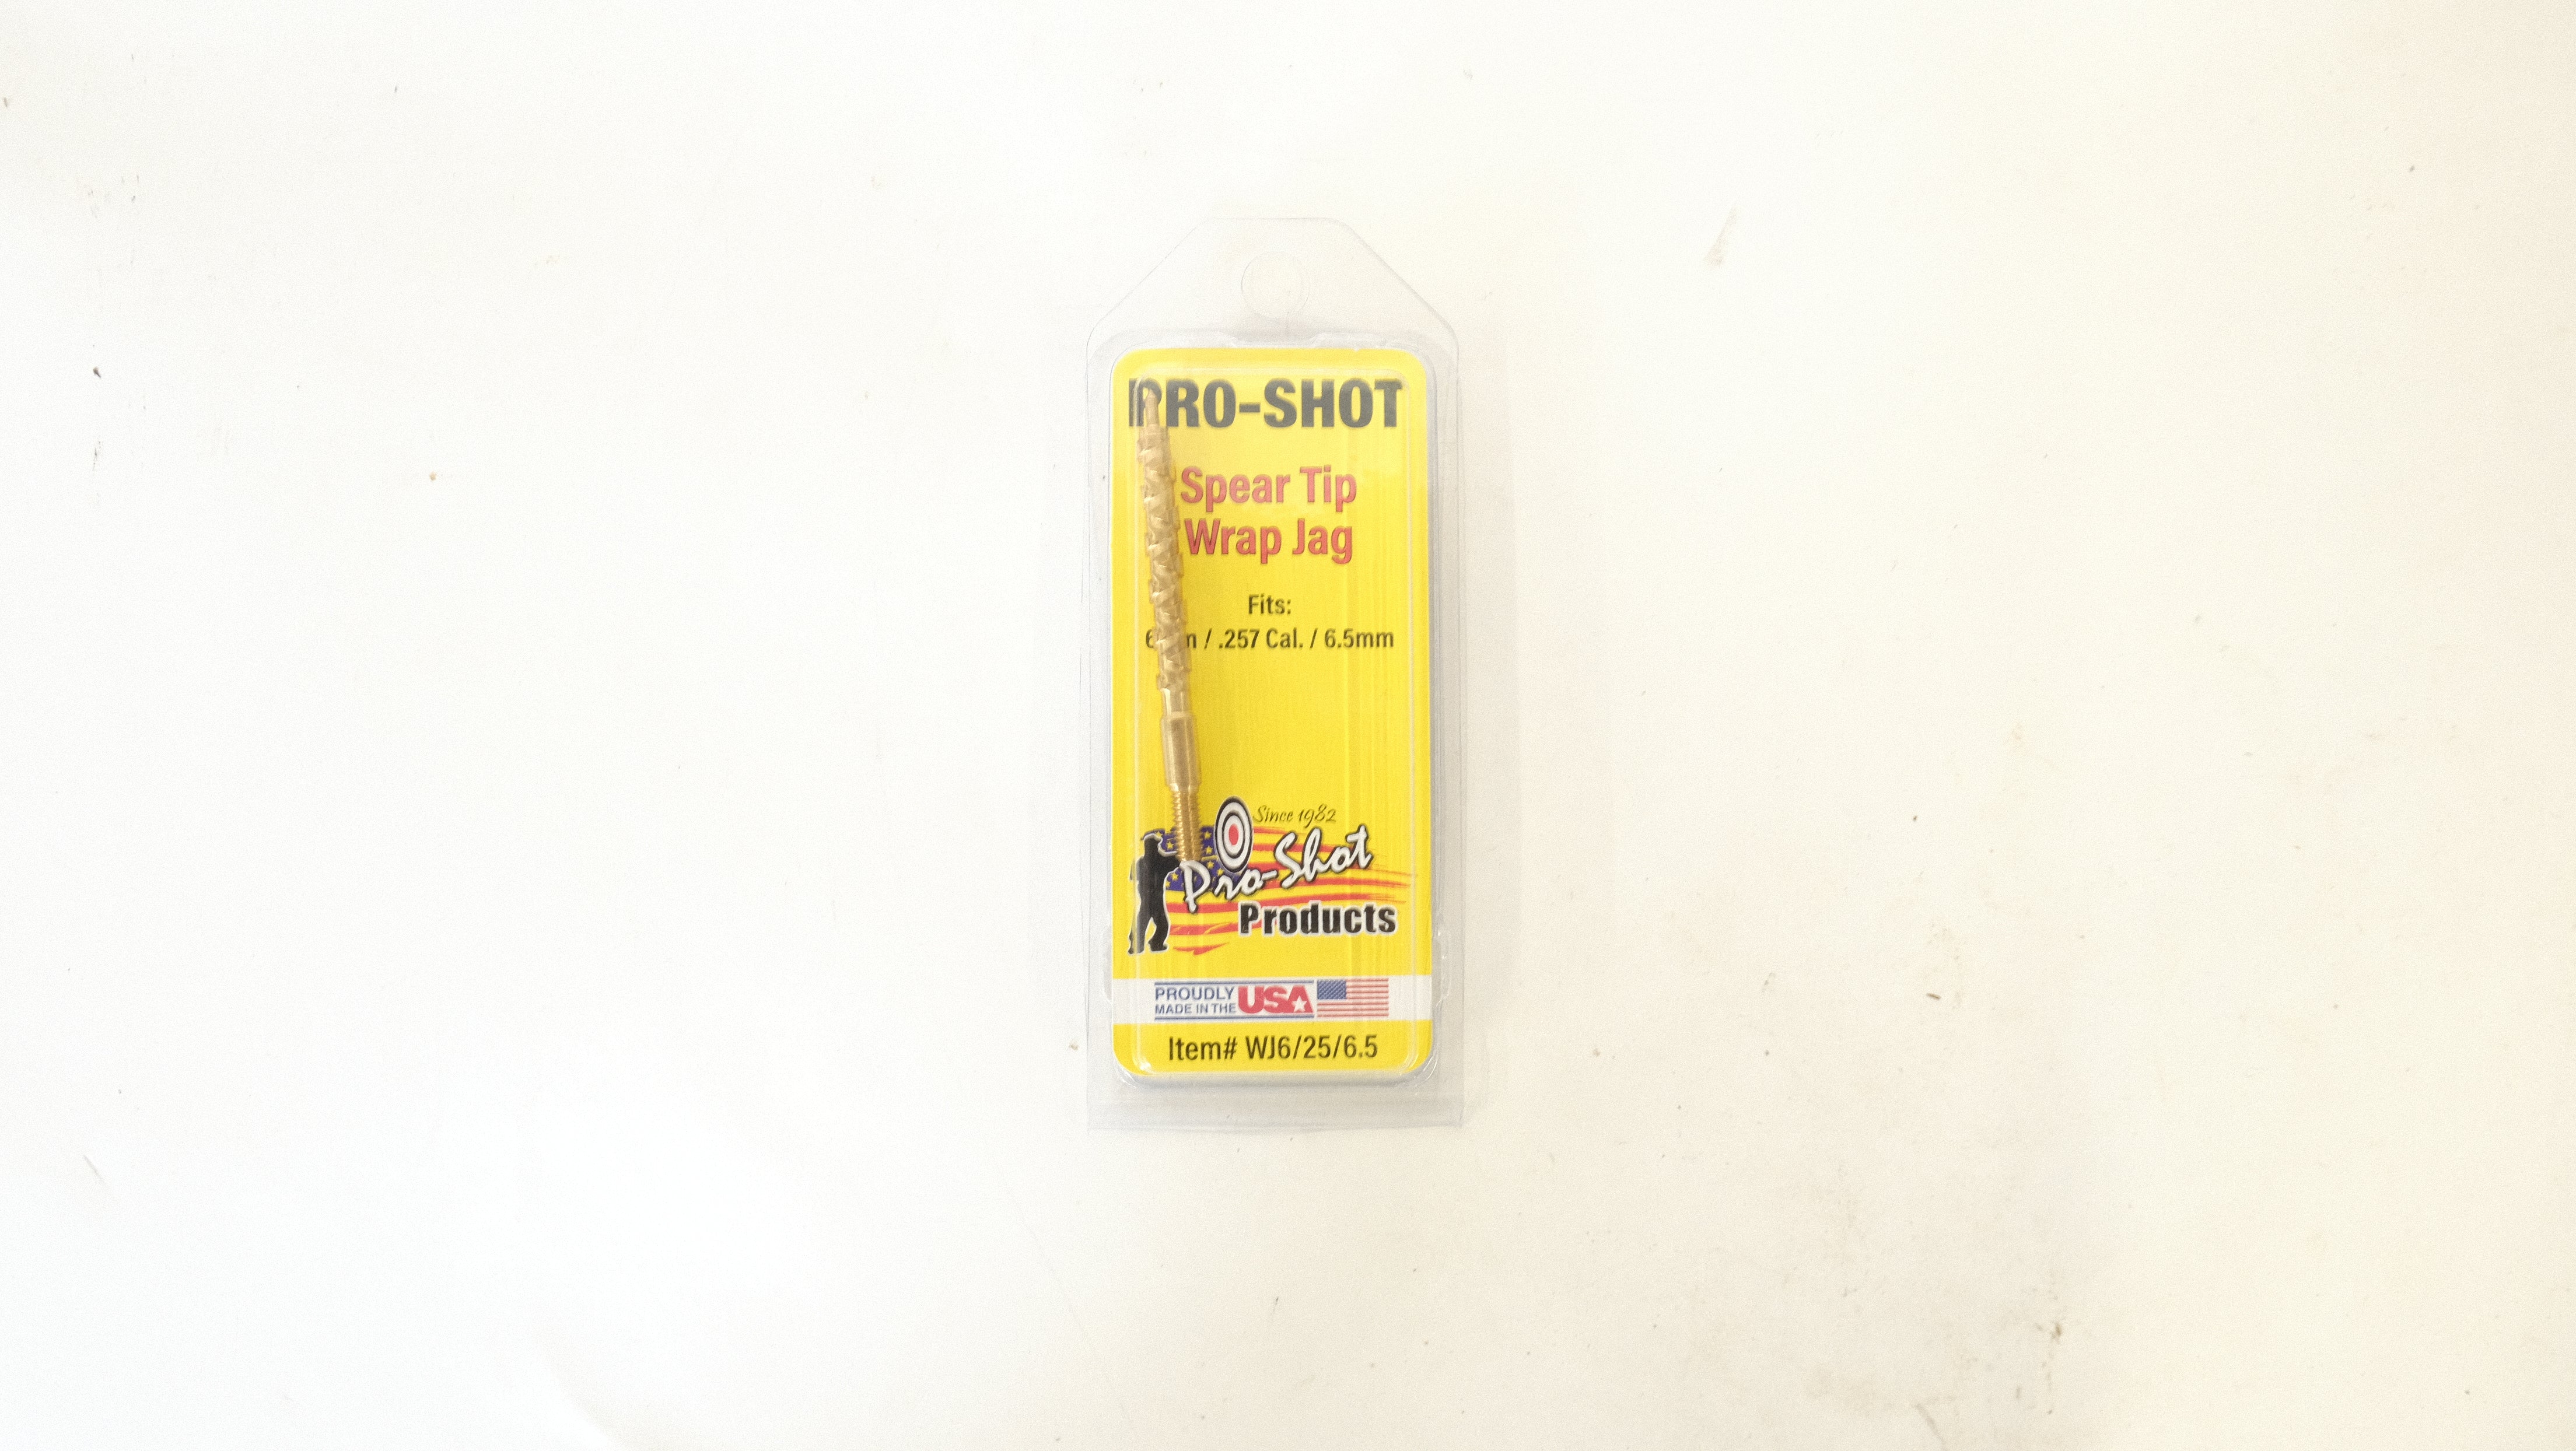 PRO-SHOT
Spear Tip
Wrap Jag
Fits:
/ .257 Cal. / 6.5mm
Since 1982
Pro-Shot
Products
PROUDLY
MADE IN THE
USA
Item# WJ6/25/6.5